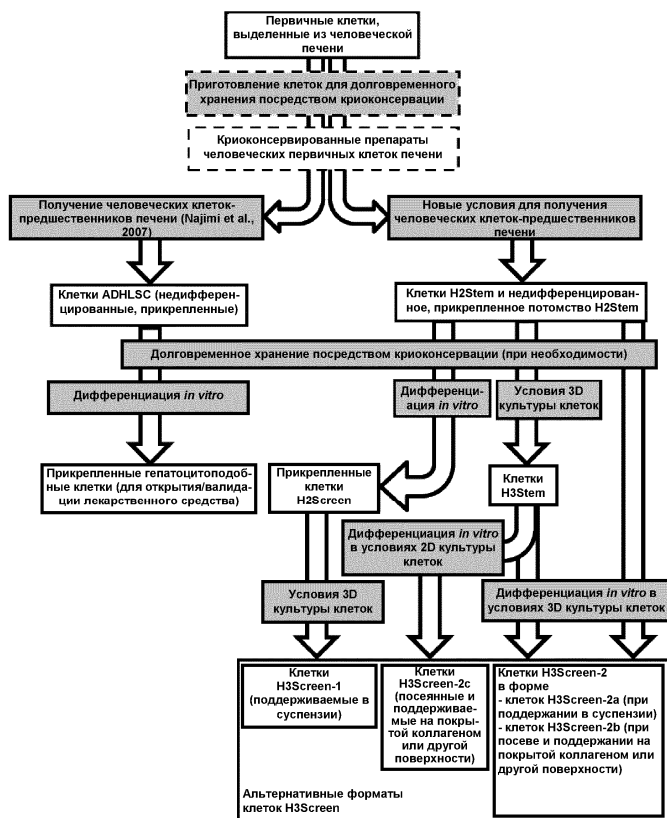 Первичные клетки,
выделенные из человеческой
печени
Приготовление клеток для долговременного
хранения посредством криоконсервации
Криоконсервированные препараты
человеческих первичных клеток печени
Получение человеческих клеток-
предшественников печени (Najimi et al.,
2007)
Новые условия для получения
человеческих клеток-предшественников
печени
Клетки ADHLSC (недифферен-
цированные, прикрепленные)
Клетки H2Stem и недифференцирован-
ное, прикрепленное потомство H2Stem
Долговременное хранение посредством криоконсервации (при необходимости)
Дифференциация in vitro
Дифференци-
ация in vitro
Условия 3D
культуры клеток
Прикрепленные гепатоцитоподоб-
ные клетки (для открытия/валида-
ции лекарственного средства)
Прикрепленные
клетки
H2Screen
Клетки
H3Stem
Дифференциация in vitro
в условиях 2D культуры
клеток
Условия 3D
культуры клеток
Дифференциация in vitro в
условиях 3D культуры клеток
Клетки
H3Screen-1
(поддерживаемые в
суспензии)
Клетки
H3Screen-2c
(посеянные и
поддерживае-
мые на покры-
той коллагеном
или другой
поверхности)
Клетки H3Screen-2
в форме
- клеток H3Screen-2a (при
поддержании в суспензии)
- клеток H3Screen-2b (при
посеве и поддержании на
покрытой коллагеном или
другой поверхности)
Альтернативные форматы
клеток H3Screen